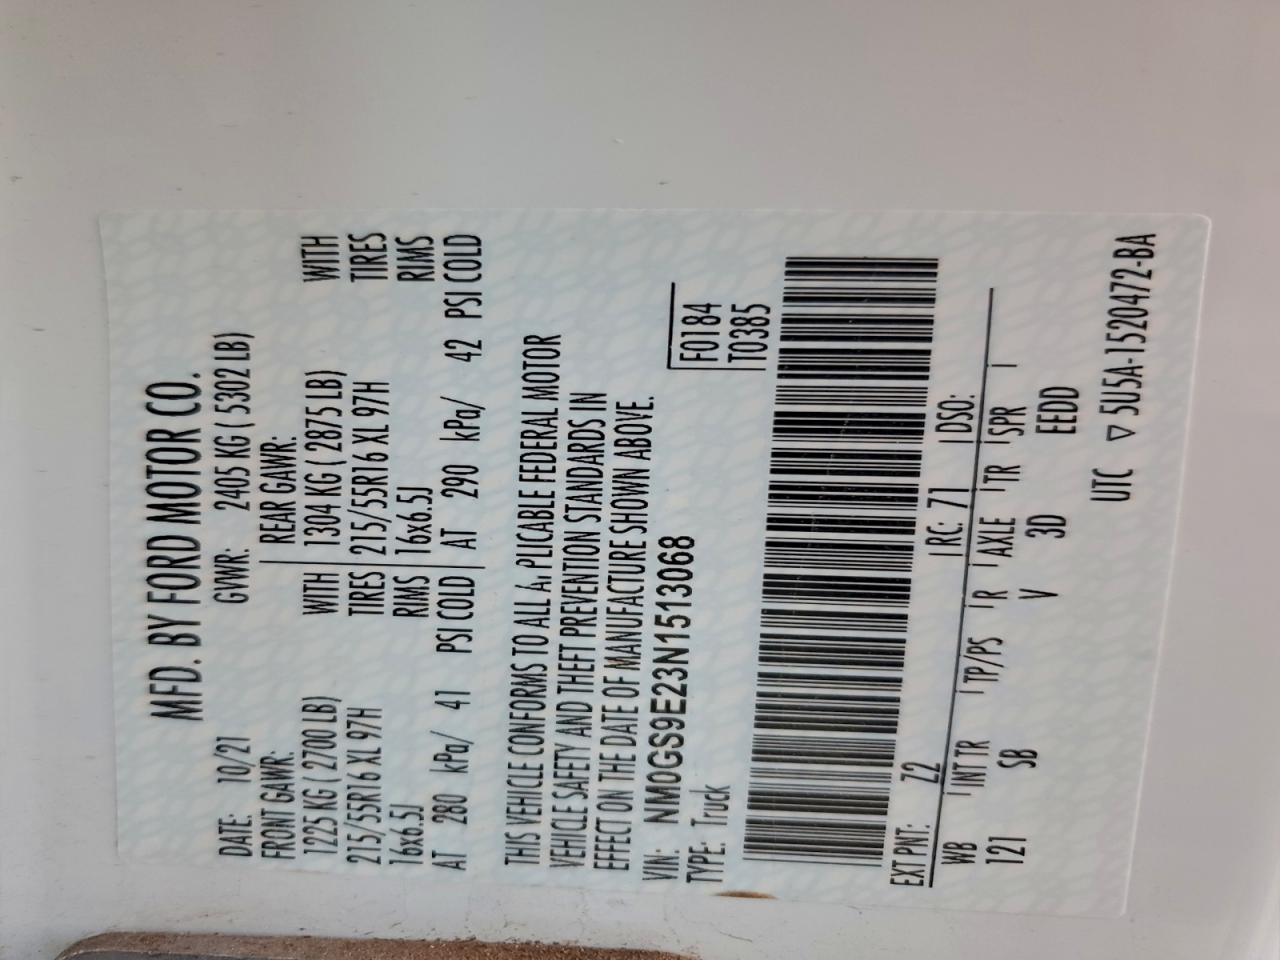 MFD. BY FORD MOTOR CO.
DATE: 10/21 GVWR: 2405 KG ( 5302 LB)
FRONT GAWR: REAR GAWR:
1225 KG ( 2700 LB) WITH 1304 KG ( 2875 LB) WITH
215/55R16 XL 97H TIRES 215/55R16 XL 97H TIRES
16x6.5J RIMS 16x6.5J RIMS
AT 280 kPa/ 41 PSI COLD AT 290 kPa/ 42 PSI COLD
THIS VEHICLE CONFORMS TO ALL A, PLICABLE FEDERAL MOTOR
VEHICLE SAFETY AND THEFT PREVENTION STANDARDS IN
EFFECT ON THE DATE OF MANUFACTURE SHOWN ABOVE.
VIN: NM0GS9E23N1513068
TYPE: Truck
F0184
T0385
EXT PNT: Z2 RC: 71 DSO:
WB INT TR TP/PS R AXLE TR SPR
121 SB V 3D EEDD
UTC ▽ 5U5A-1520472-BA